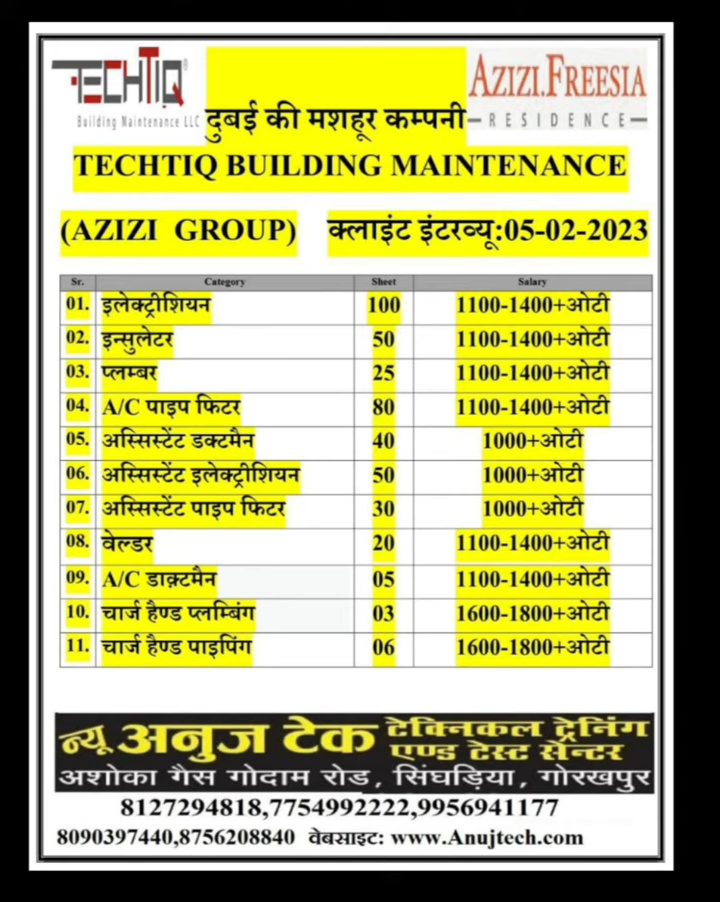 TECHTIQ
Building Maintenance LLC
AZIZI.FREESIA
RESIDENCE
दुबई की मशहूर कम्पनी
TECHTIQ BUILDING MAINTENANCE
(AZIZI GROUP) क्लाइंट इंटरव्यू:05-02-2023
Sr. Category Sheet Salary
01. इलेक्ट्रीशियन 100 1100-1400+ओटी
02. इन्सुलेटर 50 1100-1400+ओटी
03. प्लम्बर 25 1100-1400+ओटी
04. A/C पाइप फिटर 80 1100-1400+ओटी
05. अस्सिस्टेंट डक्टमैन 40 1000+ओटी
06. अस्सिस्टेंट इलेक्ट्रीशियन 50 1000+ओटी
07. अस्सिस्टेंट पाइप फिटर 30 1000+ओटी
08. वेल्डर 20 1100-1400+ओटी
09. A/C डाक़्टमैन 05 1100-1400+ओटी
10. चार्ज हैण्ड प्लम्बिंग 03 1600-1800+ओटी
11. चार्ज हैण्ड पाइपिंग 06 1600-1800+ओटी
न्यू अनुज टेक टेक्निकल ट्रेनिंग
एण्ड टेस्ट सेन्टर
अशोका गैस गोदाम रोड, सिंघड़िया, गोरखपुर
8127294818,7754992222,9956941177
8090397440,8756208840 वेबसाइट: www.Anujtech.com